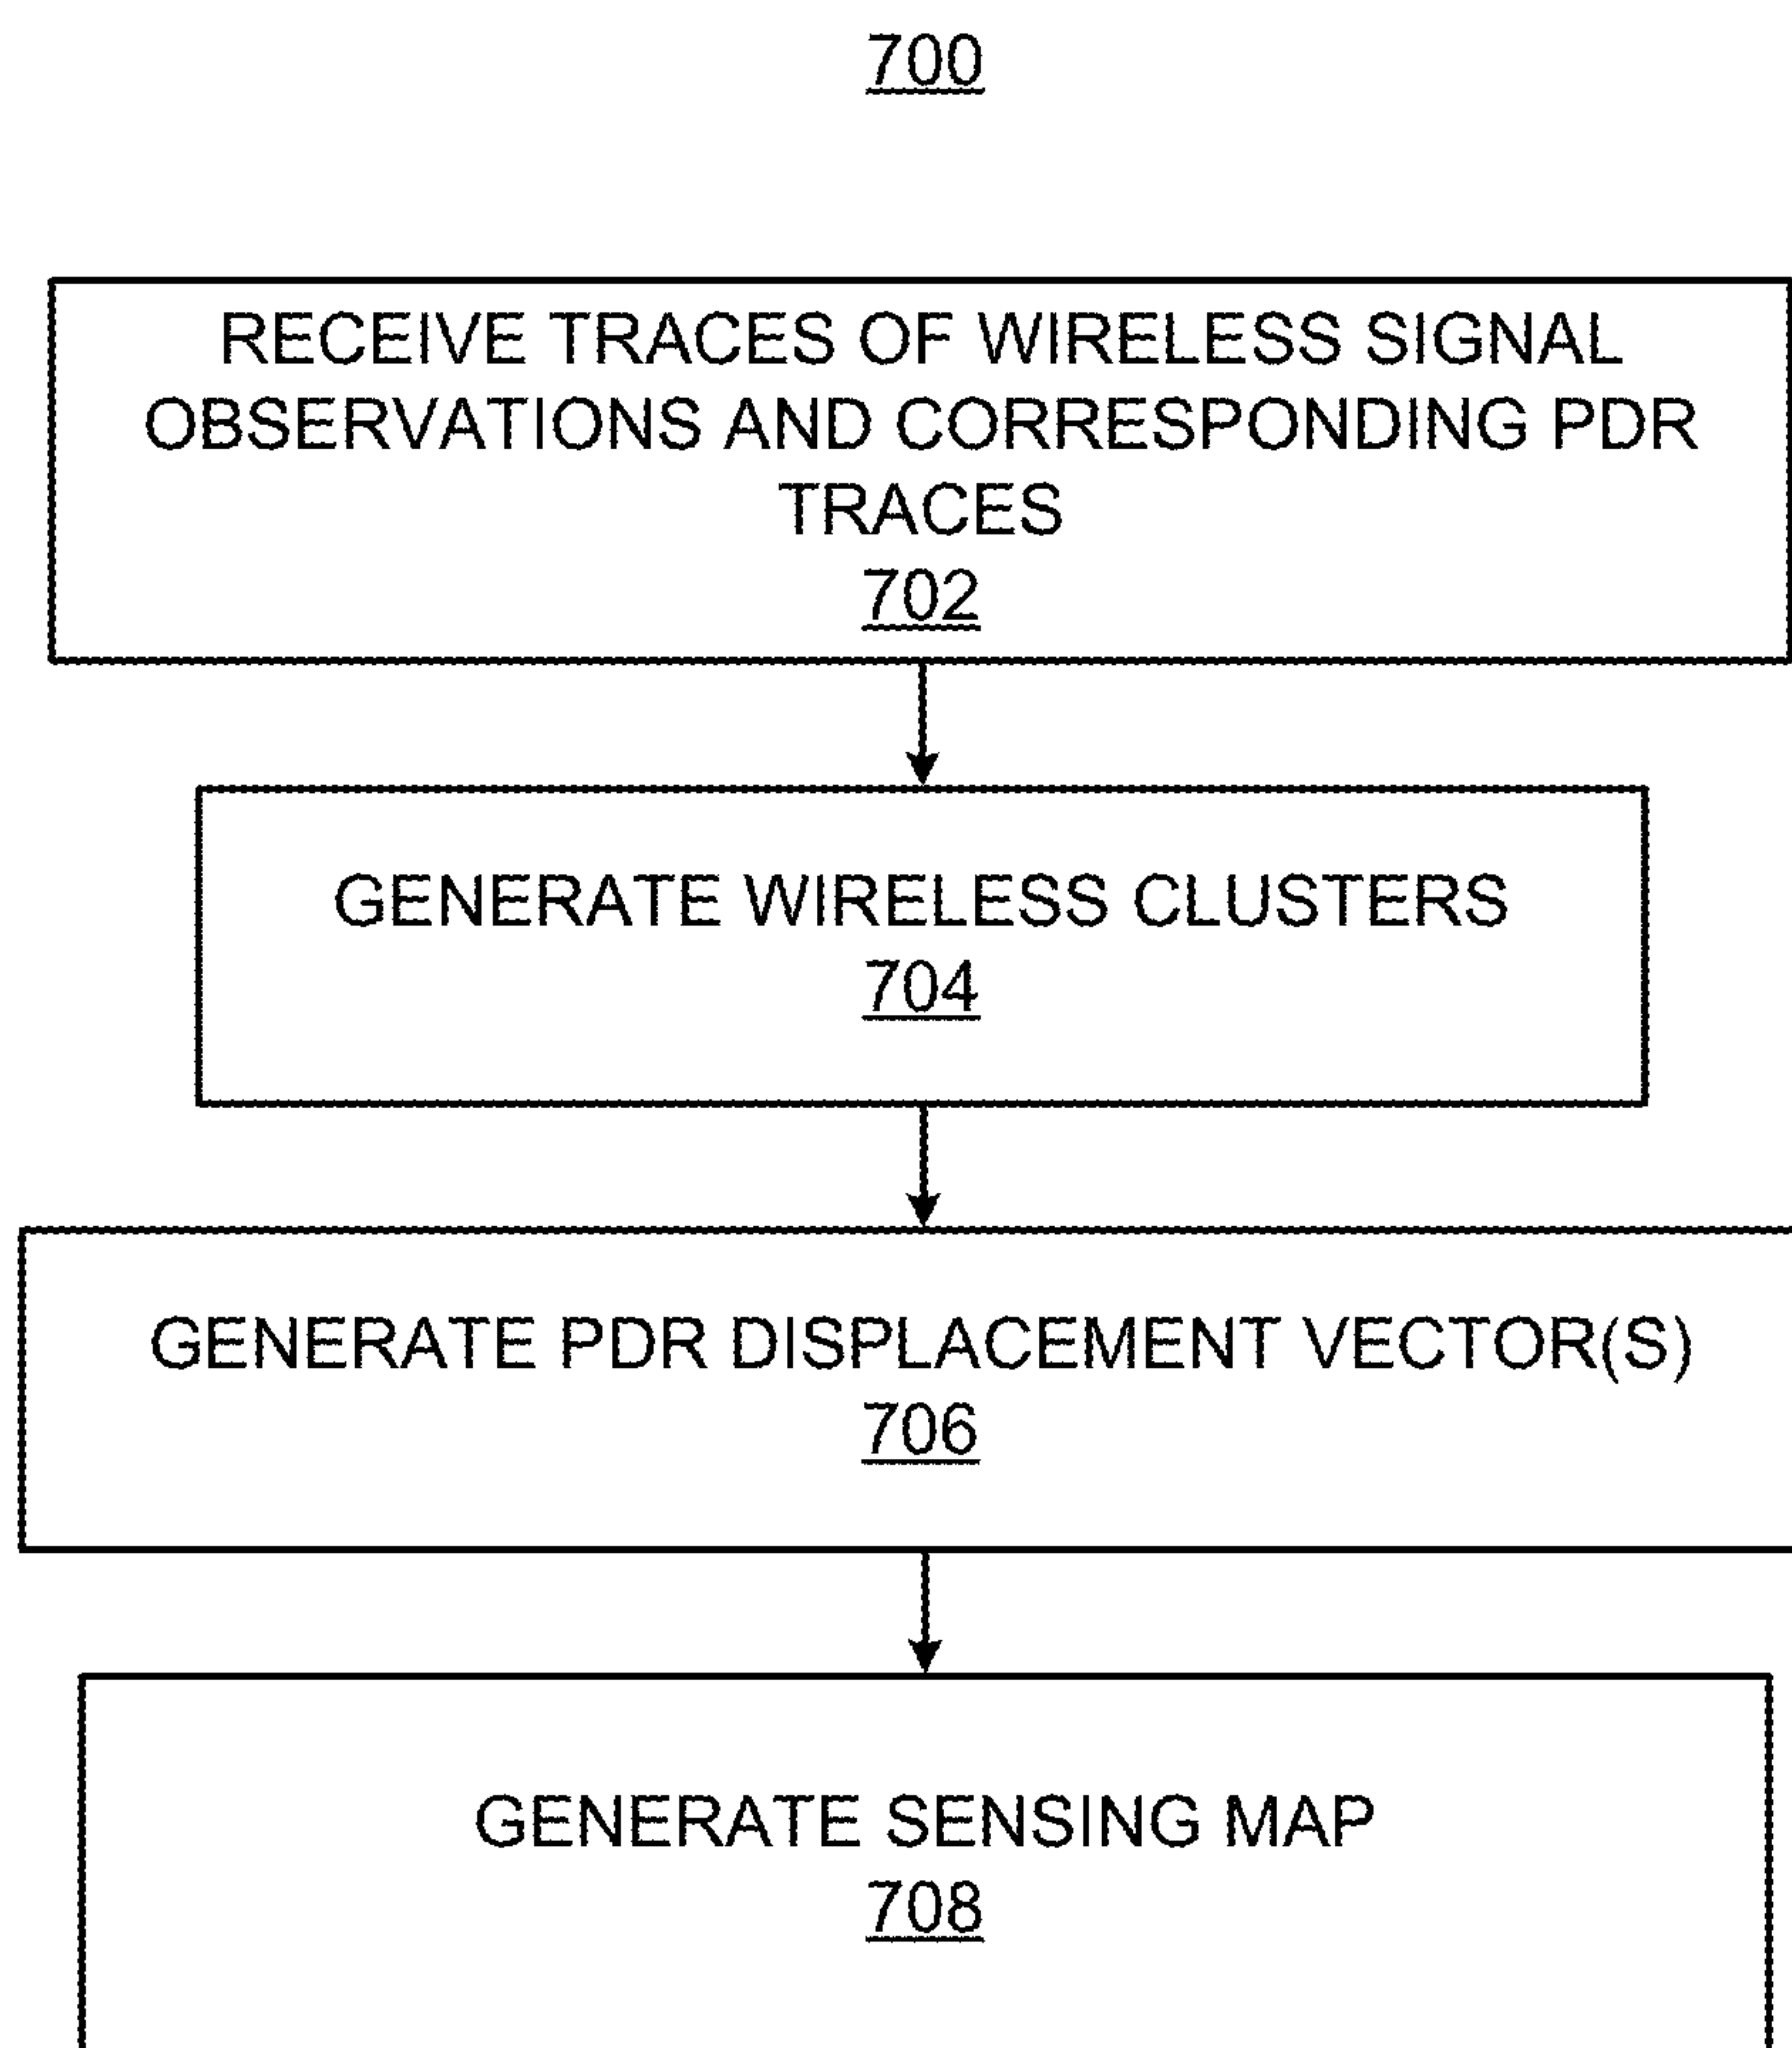 700
RECEIVE TRACES OF WIRELESS SIGNAL
OBSERVATIONS AND CORRESPONDING PDR
TRACES
702
GENERATE WIRELESS CLUSTERS
704
GENERATE PDR DISPLACEMENT VECTOR(S)
706
GENERATE SENSING MAP
708